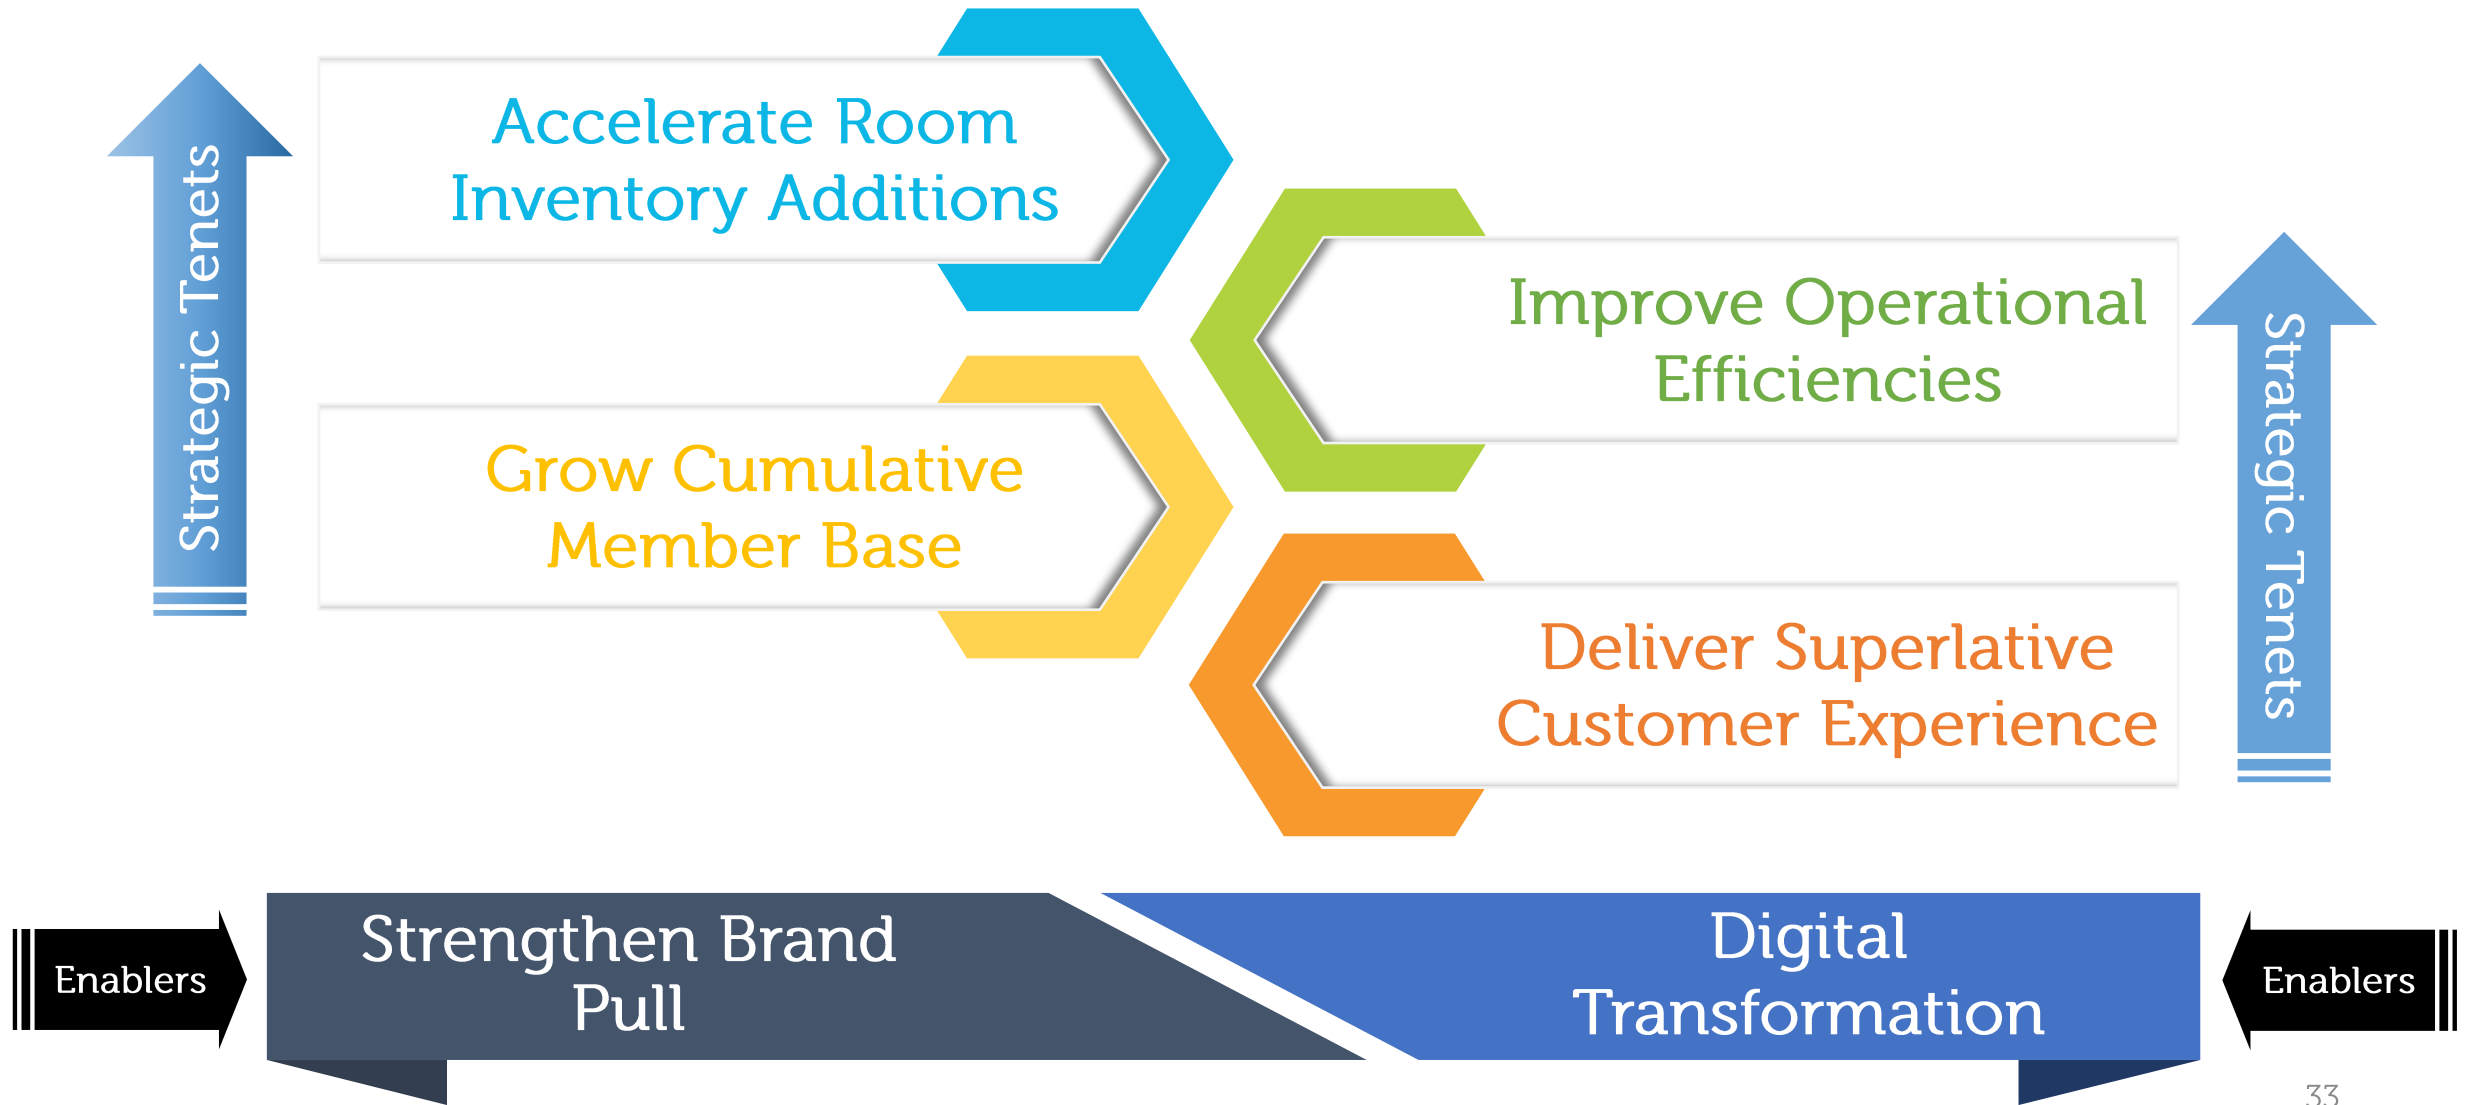 Strategic Tenets
Accelerate Room
Inventory Additions
Improve Operational
Efficiencies
Grow Cumulative
Member Base
Deliver Superlative
Customer Experience
Strategic Tenets
Enablers
Strengthen Brand
Pull
Digital
Transformation
Enablers
33